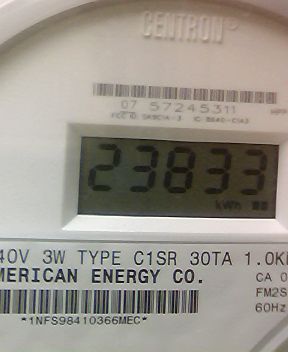 CENTRON
07 57245311
23833
kWh
40V 3W TYPE C1SR 30TA 1.0K
MERICAN ENERGY CO.
CA 0
FM2S
60Hz
*1NFS98410366MEC*